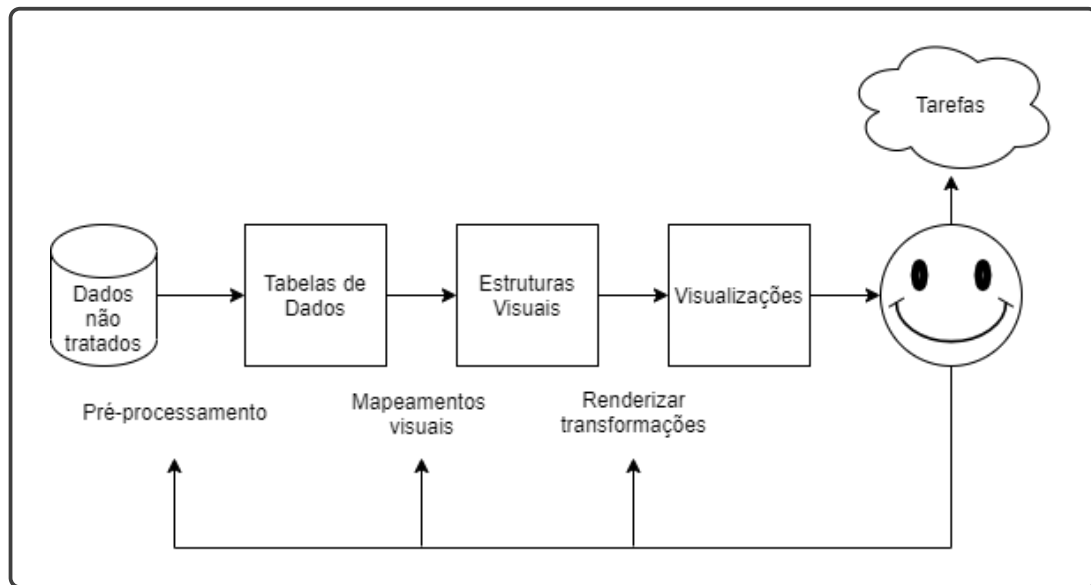 Tarefas
Dados
não
tratados
Tabelas de
Dados
Estruturas
Visuais
Visualizações
Pré-processamento
Mapeamentos
visuais
Renderizar
transformações